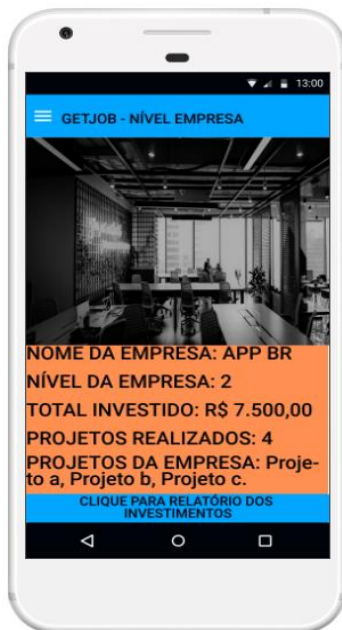 13:00
GETJOB - NÍVEL EMPRESA
NOME DA EMPRESA: APP BR
NÍVEL DA EMPRESA: 2
TOTAL INVESTIDO: R$ 7.500,00
PROJETOS REALIZADOS: 4
PROJETOS DA EMPRESA: Proje-
to a, Projeto b, Projeto c.
CLIQUE PARA RELATÓRIO DOS
INVESTIMENTOS